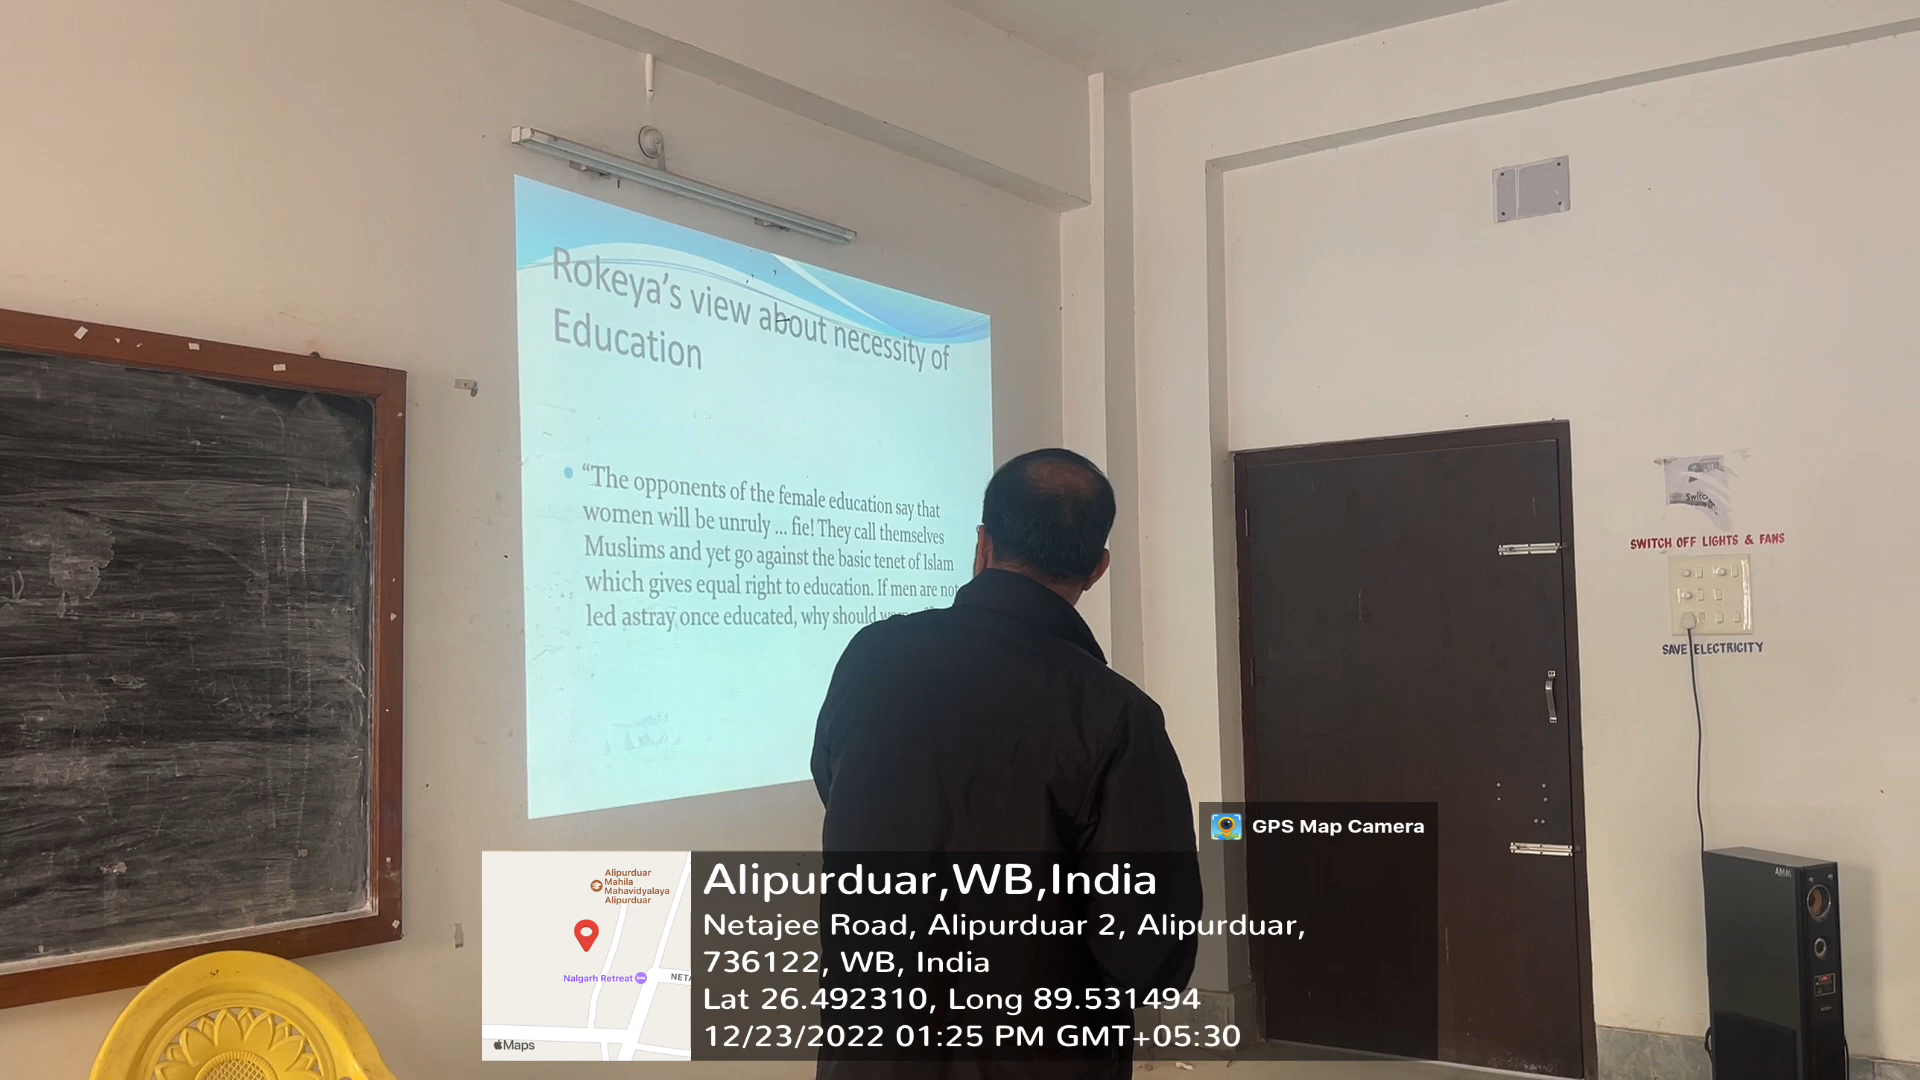 Rokeya's view about necessity of
Education
“The opponents of the female education say that
women will be unruly ... fie! They call themselves
Muslims and yet go against the basic tenet of Islam
which gives equal right to education. If men are not
led astray once educated, why should
Switch
SWITCH OFF LIGHTS & FANS
SAVE ELECTRICITY
GPS Map Camera
Alipurduar
Mahila
Mahavidyalaya
Alipurduar
Nalgarh Retreat
NETA
Maps
Alipurduar,WB,India
Netajee Road, Alipurduar 2, Alipurduar,
736122, WB, India
Lat 26.492310, Long 89.531494
12/23/2022 01:25 PM GMT+05:30